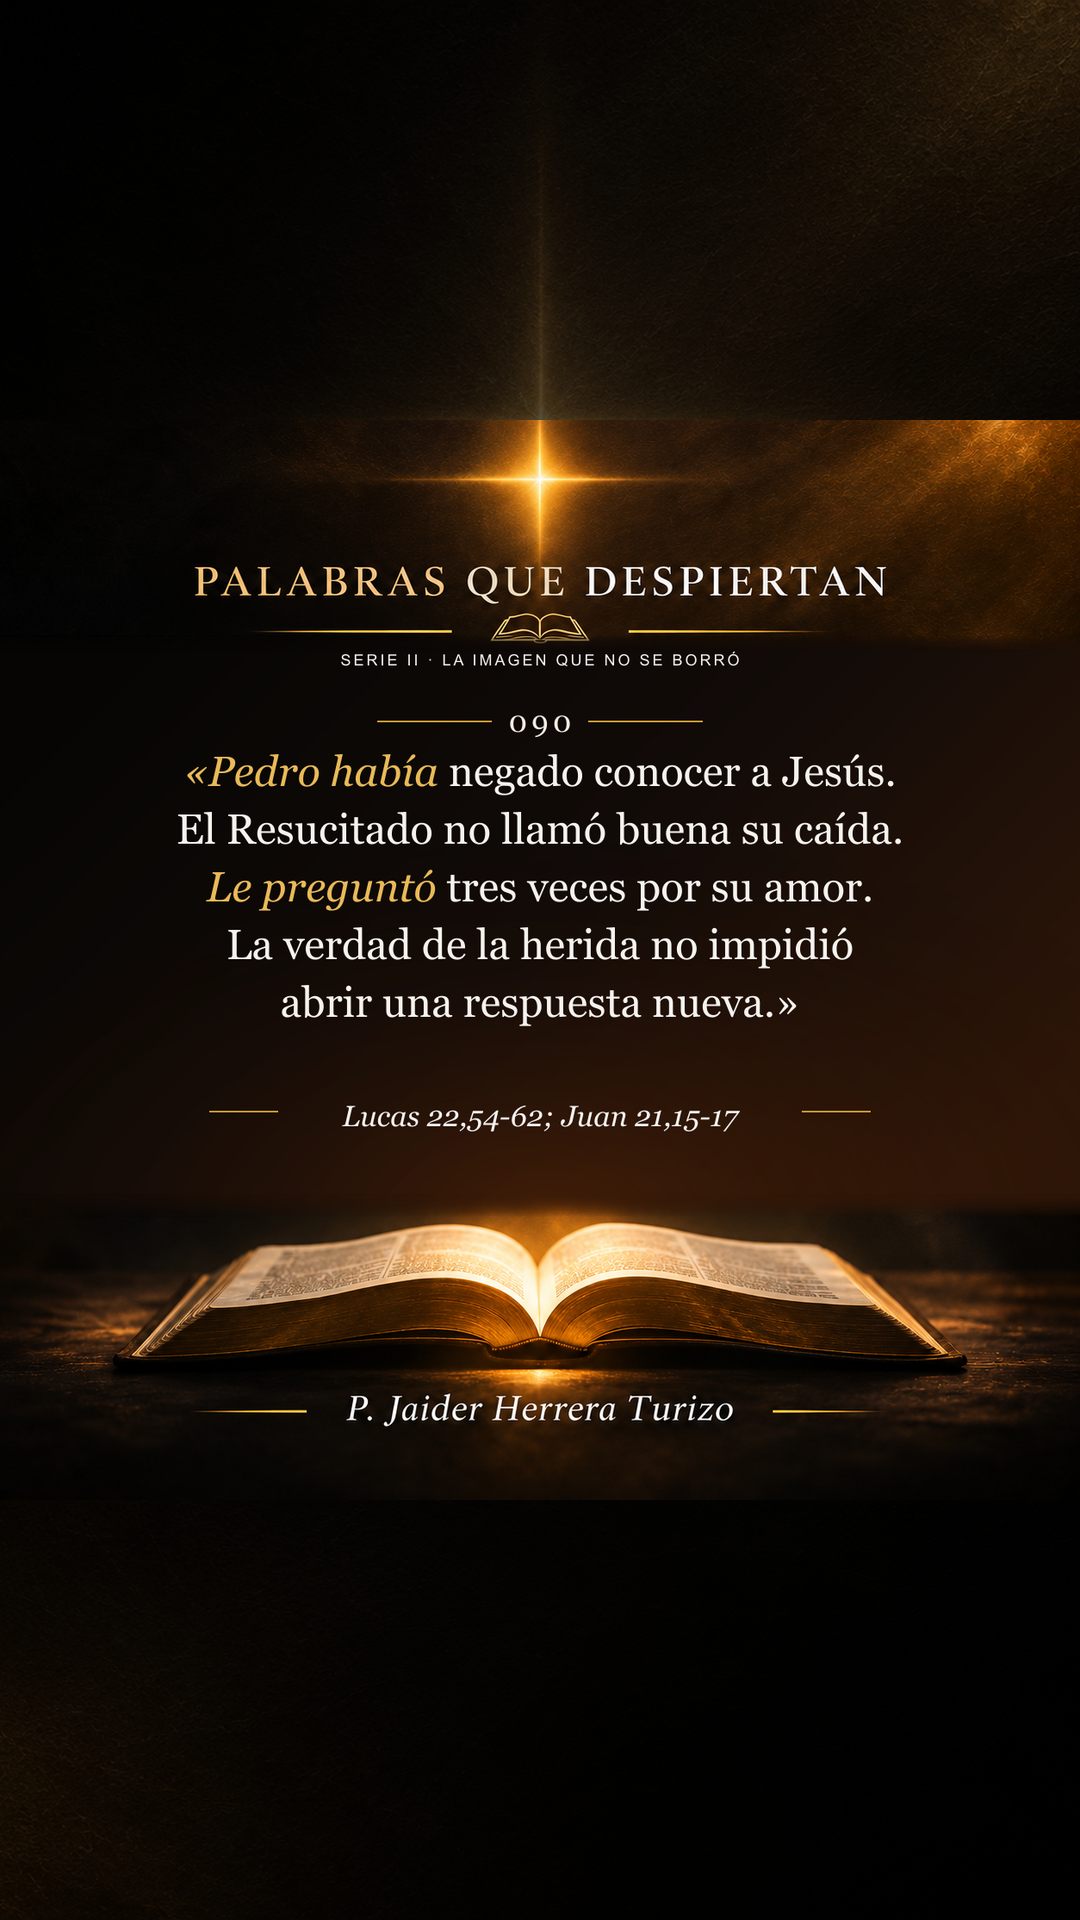 PALABRAS QUE DESPIERTAN
SERIE II · LA IMAGEN QUE NO SE BORRÓ
090
«Pedro había negado conocer a Jesús.
El Resucitado no llamó buena su caída.
Le preguntó tres veces por su amor.
La verdad de la herida no impidió
abrir una respuesta nueva.»
Lucas 22,54-62; Juan 21,15-17
P. Jaider Herrera Turizo